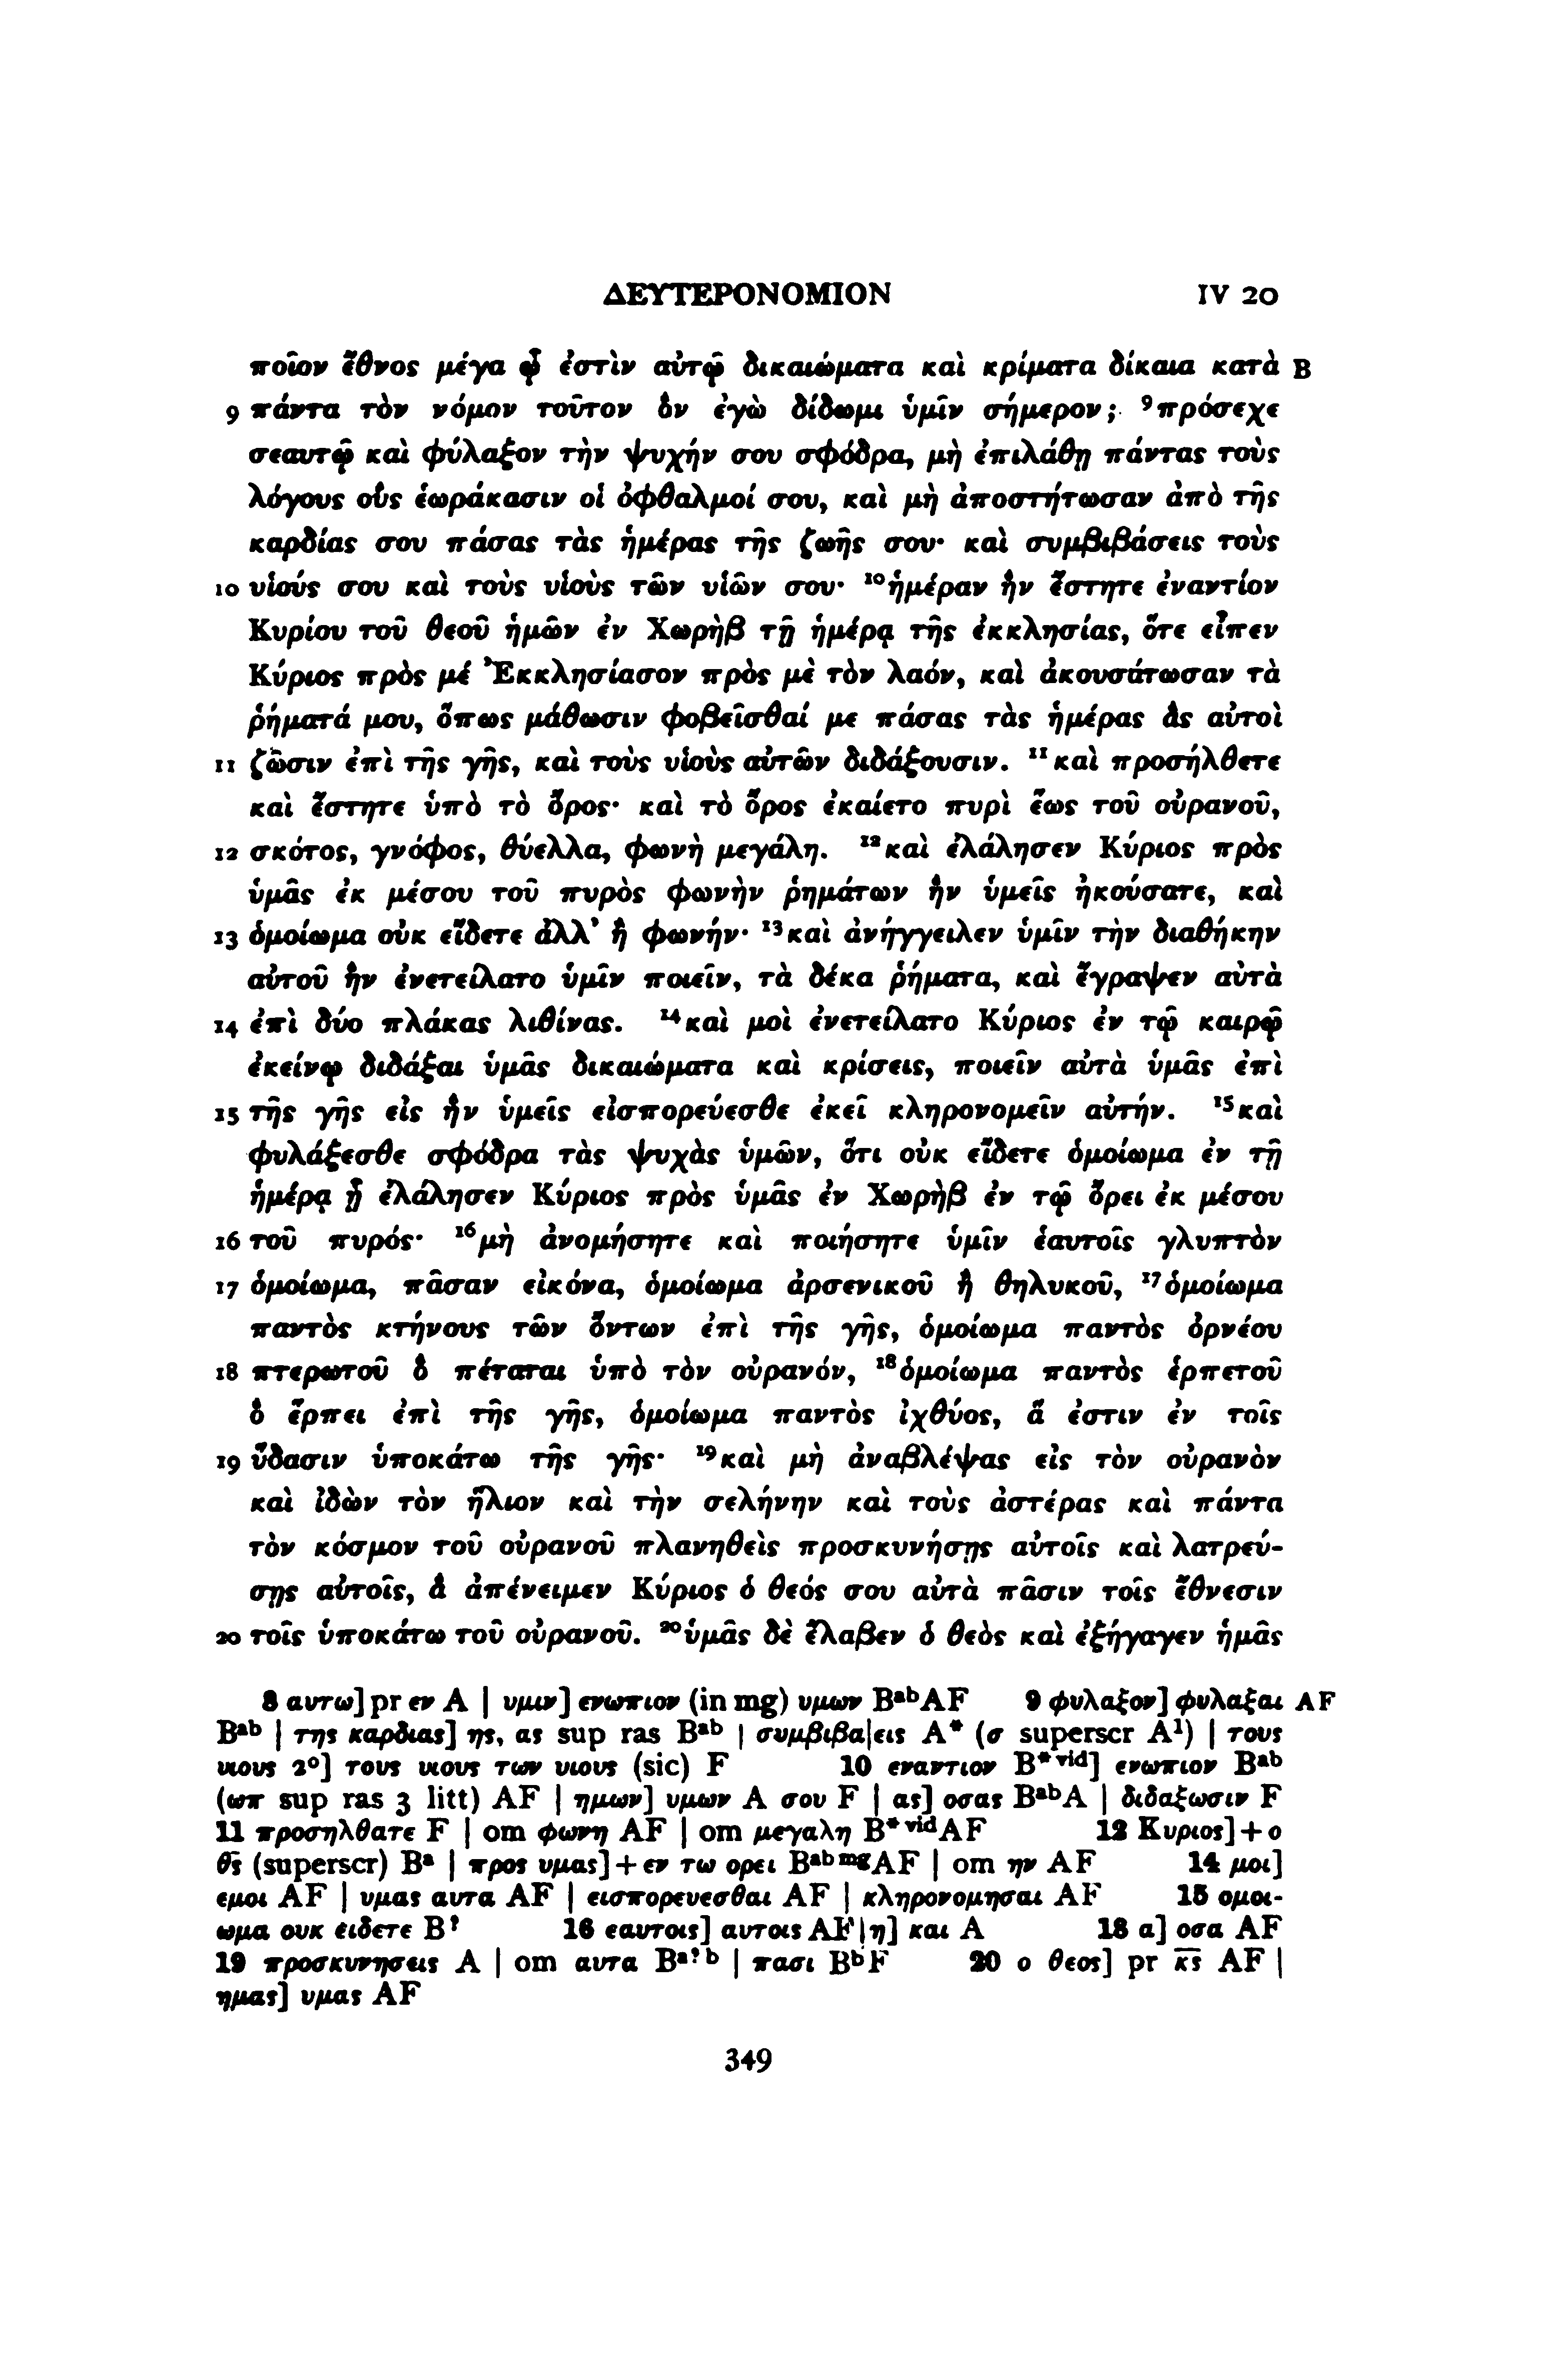 ΔΕΥΤΕΡΟΝΟΜΙΟΝ IV 20
ποῖον ἔθνος μέγα ᾧ ἐστὶν αὐτῷ δικαιώματα καὶ κρίματα δίκαια κατὰ B
9 πάντα τὸν νόμον τοῦτον ὃν ἐγὼ δίδωμι ὑμῖν σήμερον; ⁹πρόσεχε
σεαυτῷ καὶ φύλαξον τὴν ψυχήν σου σφόδρα, μὴ ἐπιλάθῃ πάντας τοὺς
λόγους οὓς ἑωράκασιν οἱ ὀφθαλμοί σου, καὶ μὴ ἀποστήτωσαν ἀπὸ τῆς
καρδίας σου πάσας τὰς ἡμέρας τῆς ζωῆς σου· καὶ συμβιβάσεις τοὺς
10 υἱούς σου καὶ τοὺς υἱοὺς τῶν υἱῶν σου· ¹⁰ἡμέραν ἣν ἔστητε ἐναντίον
Κυρίου τοῦ θεοῦ ἡμῶν ἐν Χωρὴβ τῇ ἡμέρᾳ τῆς ἐκκλησίας, ὅτε εἶπεν
Κύριος πρὸς μέ Ἐκκλησίασον πρὸς μὲ τὸν λαόν, καὶ ἀκουσάτωσαν τὰ
ῥήματά μου, ὅπως μάθωσιν φοβεῖσθαί με πάσας τὰς ἡμέρας ἃς αὐτοὶ
11 ζῶσιν ἐπὶ τῆς γῆς, καὶ τοὺς υἱοὺς αὐτῶν διδάξουσιν. ¹¹καὶ προσήλθετε
καὶ ἔστητε ὑπὸ τὸ ὄρος· καὶ τὸ ὄρος ἐκαίετο πυρὶ ἕως τοῦ οὐρανοῦ,
12 σκότος, γνόφος, θύελλα, φωνὴ μεγάλη. ¹²καὶ ἐλάλησεν Κύριος πρὸς
ὑμᾶς ἐκ μέσου τοῦ πυρὸς φωνὴν ῥημάτων ἣν ὑμεῖς ἠκούσατε, καὶ
13 ὁμοίωμα οὐκ εἴδετε ἀλλ᾽ ἢ φωνήν· ¹³καὶ ἀνήγγειλεν ὑμῖν τὴν διαθήκην
αὐτοῦ ἣν ἐνετείλατο ὑμῖν ποιεῖν, τὰ δέκα ῥήματα, καὶ ἔγραψεν αὐτὰ
14 ἐπὶ δύο πλάκας λιθίνας. ¹⁴καὶ μοὶ ἐνετείλατο Κύριος ἐν τῷ καιρῷ
ἐκείνῳ διδάξαι ὑμᾶς δικαιώματα καὶ κρίσεις, ποιεῖν αὐτὰ ὑμᾶς ἐπὶ
15 τῆς γῆς εἰς ἣν ὑμεῖς εἰσπορεύεσθε ἐκεῖ κληρονομεῖν αὐτήν. ¹⁵καὶ
φυλάξεσθε σφόδρα τὰς ψυχὰς ὑμῶν, ὅτι οὐκ εἴδετε ὁμοίωμα ἐν τῇ
ἡμέρᾳ ᾗ ἐλάλησεν Κύριος πρὸς ὑμᾶς ἐν Χωρὴβ ἐν τῷ ὄρει ἐκ μέσου
16 τοῦ πυρός· ¹⁶μὴ ἀνομήσητε καὶ ποιήσητε ὑμῖν ἑαυτοῖς γλυπτὸν
17 ὁμοίωμα, πᾶσαν εἰκόνα, ὁμοίωμα ἀρσενικοῦ ἢ θηλυκοῦ, ¹⁷ὁμοίωμα
παντὸς κτήνους τῶν ὄντων ἐπὶ τῆς γῆς, ὁμοίωμα παντὸς ὀρνέου
18 πτερωτοῦ ὃ πέταται ὑπὸ τὸν οὐρανόν, ¹⁸ὁμοίωμα παντὸς ἑρπετοῦ
ὃ ἕρπει ἐπὶ τῆς γῆς, ὁμοίωμα παντὸς ἰχθύος, ἅ ἐστιν ἐν τοῖς
19 ὕδασιν ὑποκάτω τῆς γῆς· ¹⁹καὶ μὴ ἀναβλέψας εἰς τὸν οὐρανὸν
καὶ ἰδὼν τὸν ἥλιον καὶ τὴν σελήνην καὶ τοὺς ἀστέρας καὶ πάντα
τὸν κόσμον τοῦ οὐρανοῦ πλανηθεὶς προσκυνήσῃς αὐτοῖς καὶ λατρεύ-
σῃς αὐτοῖς, ἃ ἀπένειμεν Κύριος ὁ θεός σου αὐτὰ πᾶσιν τοῖς ἔθνεσιν
20 τοῖς ὑποκάτω τοῦ οὐρανοῦ. ²⁰ὑμᾶς δὲ ἔλαβεν ὁ θεὸς καὶ ἐξήγαγεν ἡμᾶς
8 αυτω] pr εν A | υμιν] ενωπιον (in mg) υμων BᵃᵇAF 9 φυλαξον] φυλαξαι AF
Bᵃᵇ | της καρδιας] ης, ας sup ras Bᵃᵇ | συμβιβα|εις A* (σ superscr A¹) | τους
υιους 2°] τους υιους των υιους (sic) F 10 εναντιον B*ᵛⁱᵈ] ενωπιον Bᵃᵇ
(ωπ sup ras 3 litt) AF | ημων] υμων A σου F | ας] οσας BᵃᵇA | διδαξωσιν F
11 προσηλθατε F | om φωνη AF | om μεγαλη B*ᵛⁱᵈAF 12 Κυριος] + ο
θ̅ς̅ (superscr) Bᵃ | προς υμας] + εν τω ορει Bᵃᵇᵐᵍ AF | om ην AF 14 μοι]
εμοι AF | υμας αυτα AF | εισπορευεσθαι AF | κληρονομησαι AF 15 ομοι-
ωμα ουκ ειδετε B? 16 εαυτοις] αυτοις AF | η] και A 18 α] οσα AF
19 προσκυνησεις A | om αυτα Bᵃ?ᵇ | πασι BᵇF 20 ο θεος] pr κ̅ς̅ AF |
ημας] υμας AF
349